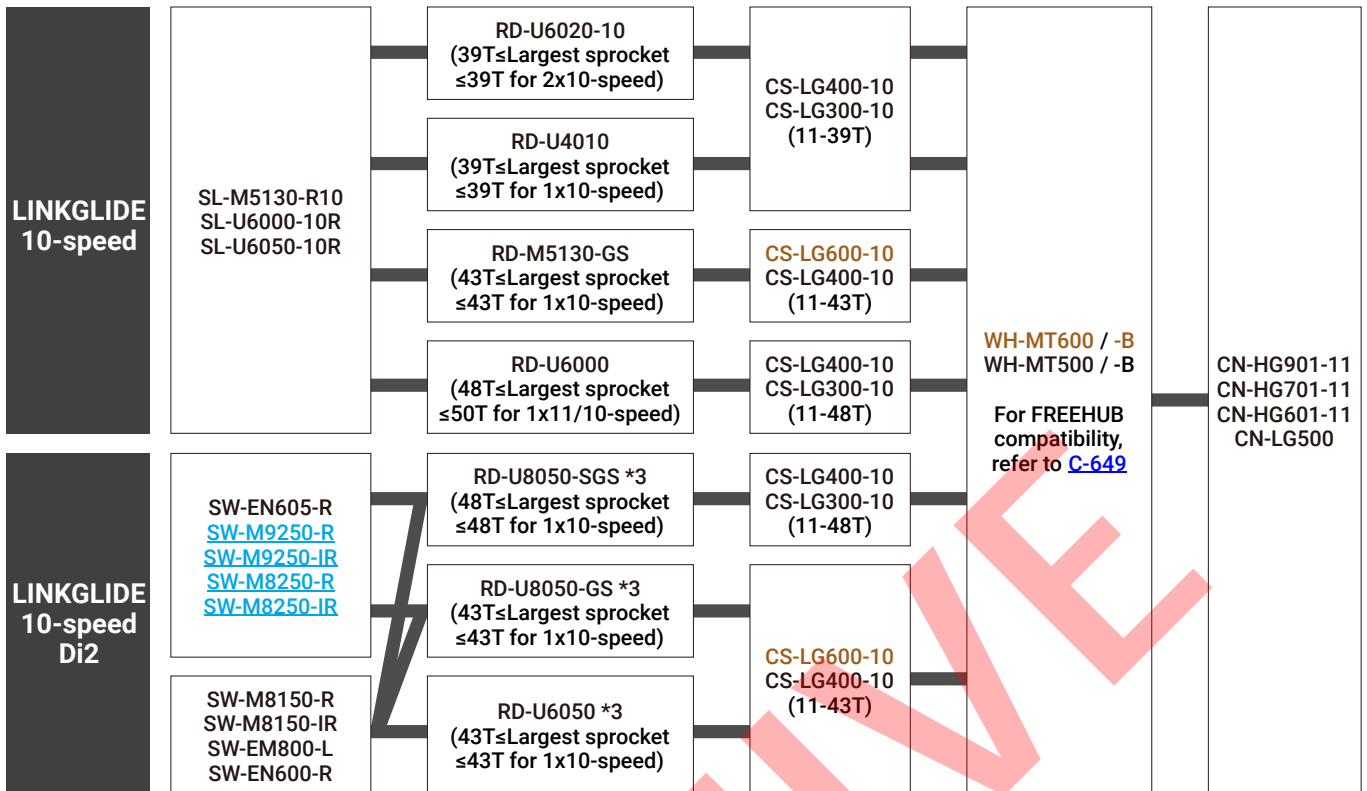 LINKGLIDE
10-speed
SL-M5130-R10
SL-U6000-10R
SL-U6050-10R
RD-U6020-10
(39T≤Largest sprocket
≤39T for 2x10-speed)
RD-U4010
(39T≤Largest sprocket
≤39T for 1x10-speed)
RD-M5130-GS
(43T≤Largest sprocket
≤43T for 1x10-speed)
RD-U6000
(48T≤Largest sprocket
≤50T for 1x11/10-speed)
CS-LG400-10
CS-LG300-10
(11-39T)
CS-LG600-10
CS-LG400-10
(11-43T)
CS-LG400-10
CS-LG300-10
(11-48T)
LINKGLIDE
10-speed
Di2
SW-EN605-R
SW-M9250-R
SW-M9250-IR
SW-M8250-R
SW-M8250-IR
SW-M8150-R
SW-M8150-IR
SW-EM800-L
SW-EN600-R
RD-U8050-SGS *3
(48T≤Largest sprocket
≤48T for 1x10-speed)
RD-U8050-GS *3
(43T≤Largest sprocket
≤43T for 1x10-speed)
RD-U6050 *3
(43T≤Largest sprocket
≤43T for 1x10-speed)
CS-LG400-10
CS-LG300-10
(11-48T)
CS-LG600-10
CS-LG400-10
(11-43T)
WH-MT600 / -B
WH-MT500 / -B
For FREEHUB
compatibility,
refer to C-649
CN-HG901-11
CN-HG701-11
CN-HG601-11
CN-LG500